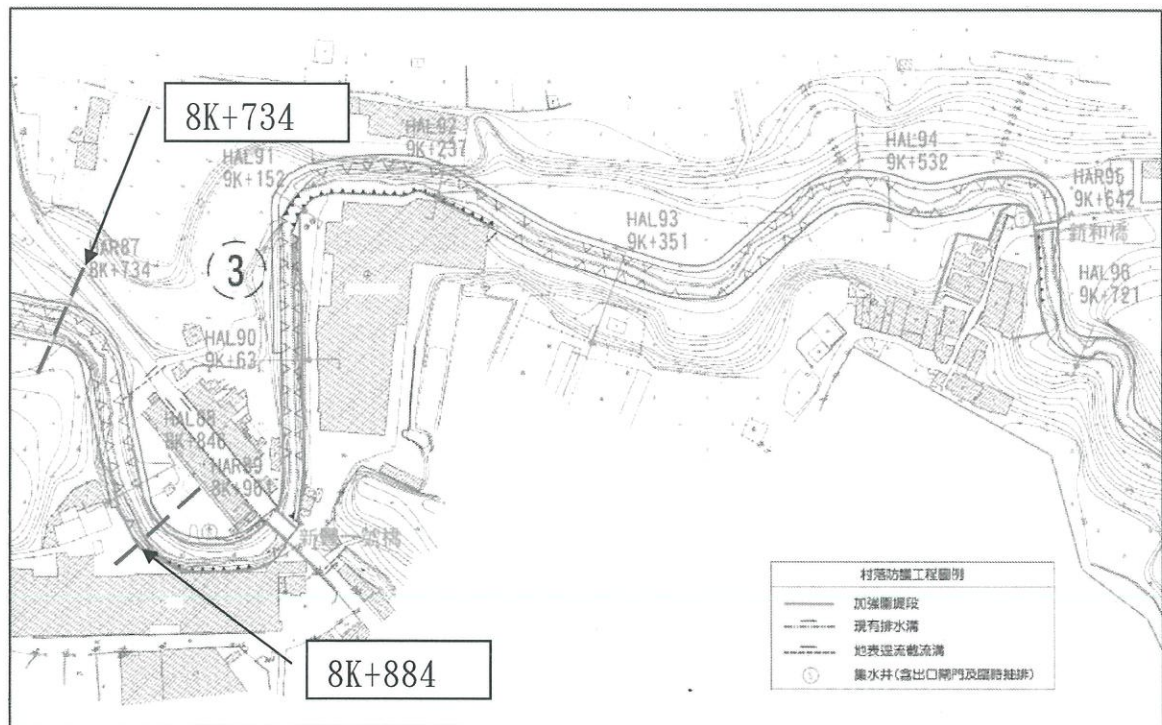 8K+734
HAL92
9K+237
HAL91
9K+152
HAL94
9K+532
HAR95
9K+642
新和橋
HAL93
9K+351
HAR87
8K+734
3
HAL96
9K+721
HAL90
9K+63
HAL88
8K+846
HAR89
8K+961
新豐一號橋
8K+884
村落防護工程圖例
加強圍堤段
現有排水溝
地表逕流截流溝
集水井(含出口閘門及臨時抽排)